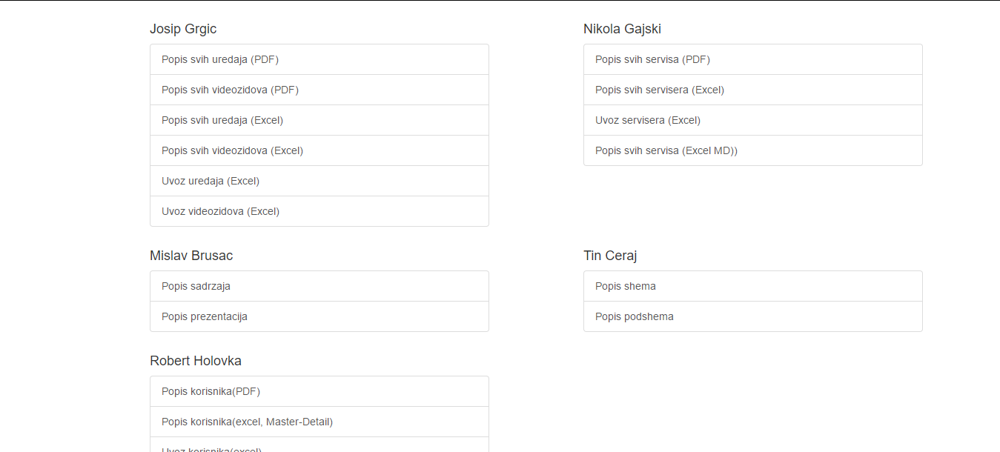 Josip Grgic
Popis svih uredaja (PDF)
Popis svih videozidova (PDF)
Popis svih uredaja (Excel)
Popis svih videozidova (Excel)
Uvoz uredaja (Excel)
Uvoz videozidova (Excel)
Nikola Gajski
Popis svih servisa (PDF)
Popis svih servisera (Excel)
Uvoz servisera (Excel)
Popis svih servisa (Excel MD))
Mislav Brusac
Popis sadrzaja
Popis prezentacija
Tin Ceraj
Popis shema
Popis podshema
Robert Holovka
Popis korisnika(PDF)
Popis korisnika(excel, Master-Detail)
Uvoz korisnika(excel)